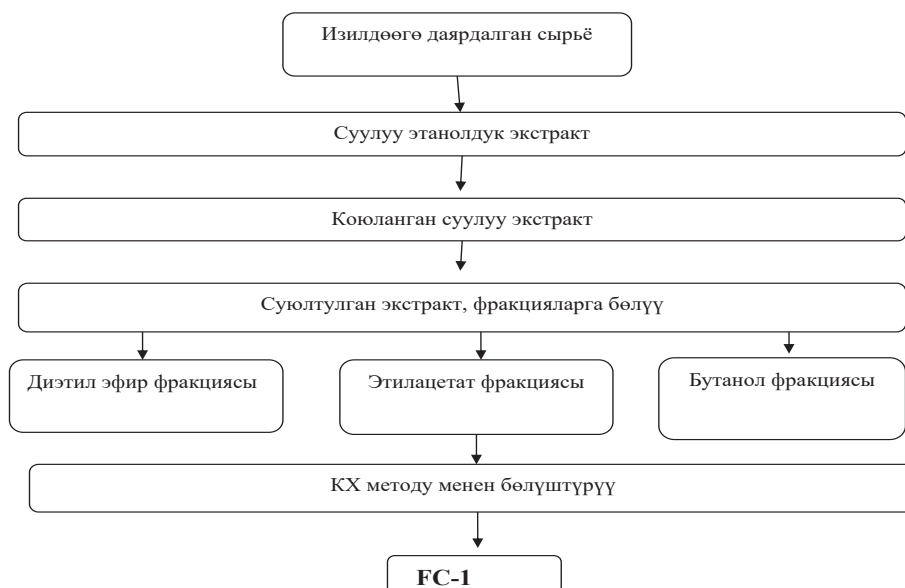 Изилдөөгө даярдалган сырьё
Суулуу этанолдук экстракт
Коюланган суулуу экстракт
Суюлтулган экстракт, фракцияларга бөлүү
Диэтил эфир фракциясы
Этилацетат фракциясы
Бутанол фракциясы
КХ методу менен бөлүштүрүү
FC-1